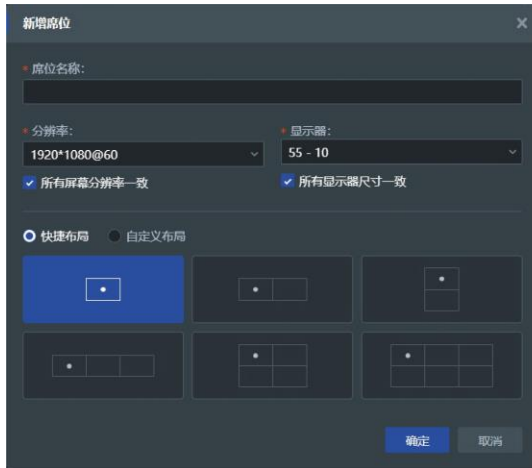 新增席位
* 席位名称:
* 分辨率:
* 显示器:
1920*1080@60
55 - 10
所有屏幕分辨率一致
所有显示器尺寸一致
快捷布局
自定义布局
确定
取消